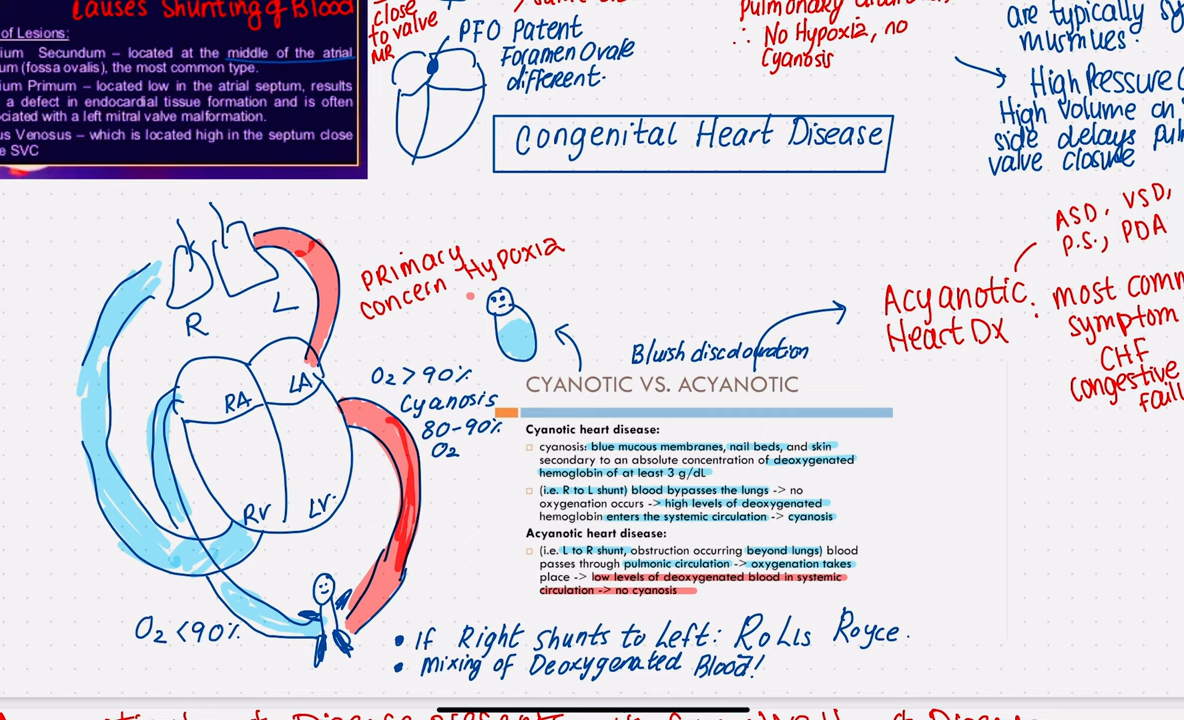 Causes Shunting of Blood
of Lesions:
ium Secundum – located at the middle of the atrial
um (fossa ovalis), the most common type.
ium Primum – located low in the atrial septum, results
a defect in endocardial tissue formation and is often
ciated with a left mitral valve malformation.
us Venosus – which is located high in the septum close
e SVC
close
to valve
MR
PFO Patent
Foramen Ovale
different.
Pulmonary
∴ No Hypoxia, no
Cyanosis
are typically
murmues.
High Pressure
High volume on
side delays pul
valve closure
Congenital Heart Disease
R
L
RA
LA
RV
LV
O2 <90%
Primary
concern Hypoxia
O2 > 90%
Cyanosis
80-90%
O2
Bluish discolouration
Acyanotic:
Heart Dx
ASD, VSD,
P.S., PDA
most comm
symptom
CHF
Congestive
faill
CYANOTIC VS. ACYANOTIC
Cyanotic heart disease:
cyanosis: blue mucous membranes, nail beds, and skin
secondary to an absolute concentration of deoxygenated
hemoglobin of at least 3 g/dL
(i.e. R to L shunt) blood bypasses the lungs -> no
oxygenation occurs -> high levels of deoxygenated
hemoglobin enters the systemic circulation -> cyanosis
Acyanotic heart disease:
(i.e. L to R shunt, obstruction occurring beyond lungs) blood
passes through pulmonic circulation -> oxygenation takes
place -> low levels of deoxygenated blood in systemic
circulation -> no cyanosis
• If Right Shunts to Left: RoLls Royce.
• Mixing of Deoxygenated Blood!